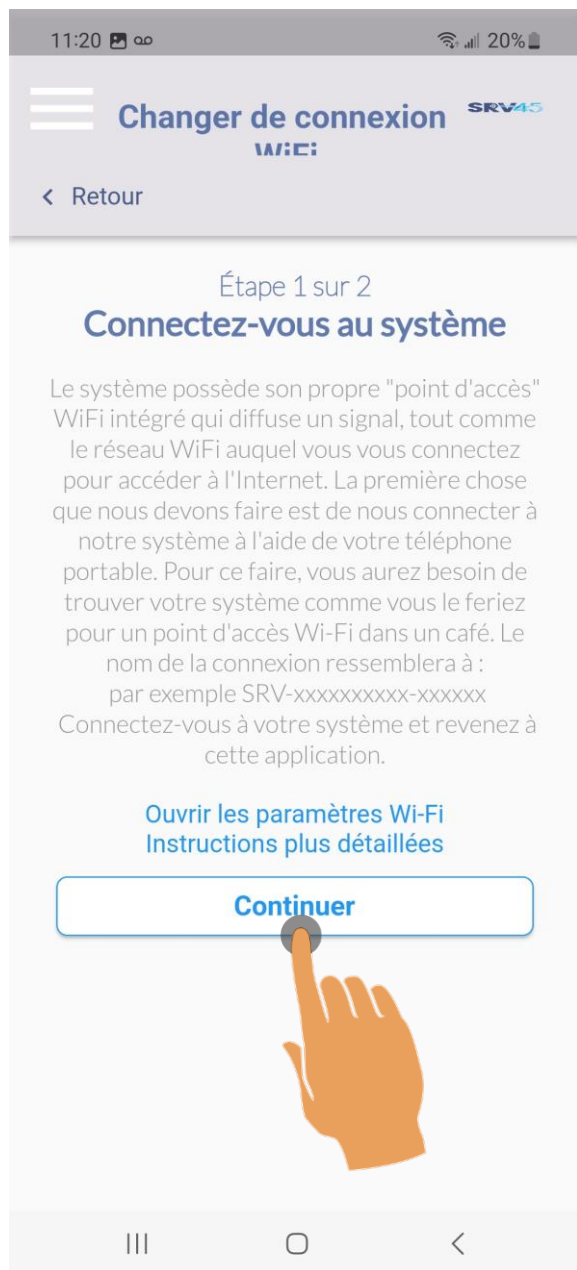 11:20
20%
Changer de connexion
WiFi
SRV45
< Retour
Étape 1 sur 2
Connectez-vous au système
Le système possède son propre "point d'accès"
WiFi intégré qui diffuse un signal, tout comme
le réseau WiFi auquel vous vous connectez
pour accéder à l'Internet. La première chose
que nous devons faire est de nous connecter à
notre système à l'aide de votre téléphone
portable. Pour ce faire, vous aurez besoin de
trouver votre système comme vous le feriez
pour un point d'accès Wi-Fi dans un café. Le
nom de la connexion ressemblera à :
par exemple SRV-xxxxxxxxxx-xxxxxx
Connectez-vous à votre système et revenez à
cette application.
Ouvrir les paramètres Wi-Fi
Instructions plus détaillées
Continuer